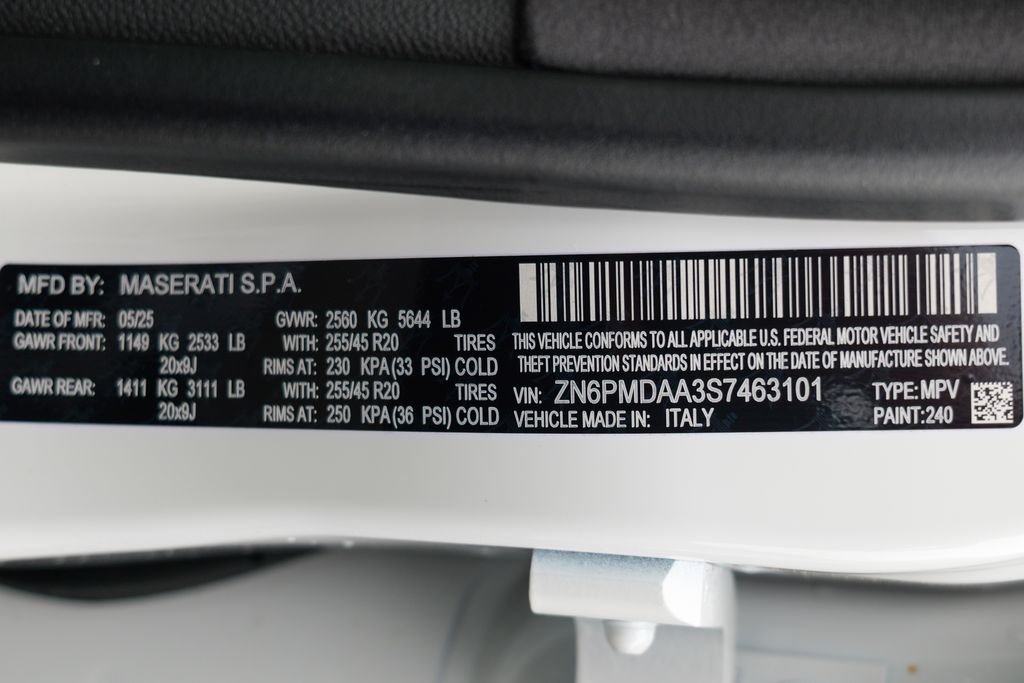 MFD BY: MASERATI S.P.A.
DATE OF MFR: 05/25 GVWR: 2560 KG 5644 LB
GAWR FRONT: 1149 KG 2533 LB WITH: 255/45 R20 TIRES
20x9J RIMS AT: 230 KPA(33 PSI) COLD
GAWR REAR: 1411 KG 3111 LB WITH: 255/45 R20 TIRES
20x9J RIMS AT: 250 KPA(36 PSI) COLD
THIS VEHICLE CONFORMS TO ALL APPLICABLE U.S. FEDERAL MOTOR VEHICLE SAFETY AND
THEFT PREVENTION STANDARDS IN EFFECT ON THE DATE OF MANUFACTURE SHOWN ABOVE.
VIN: ZN6PMDAA3S7463101 TYPE: MPV
VEHICLE MADE IN: ITALY PAINT:240